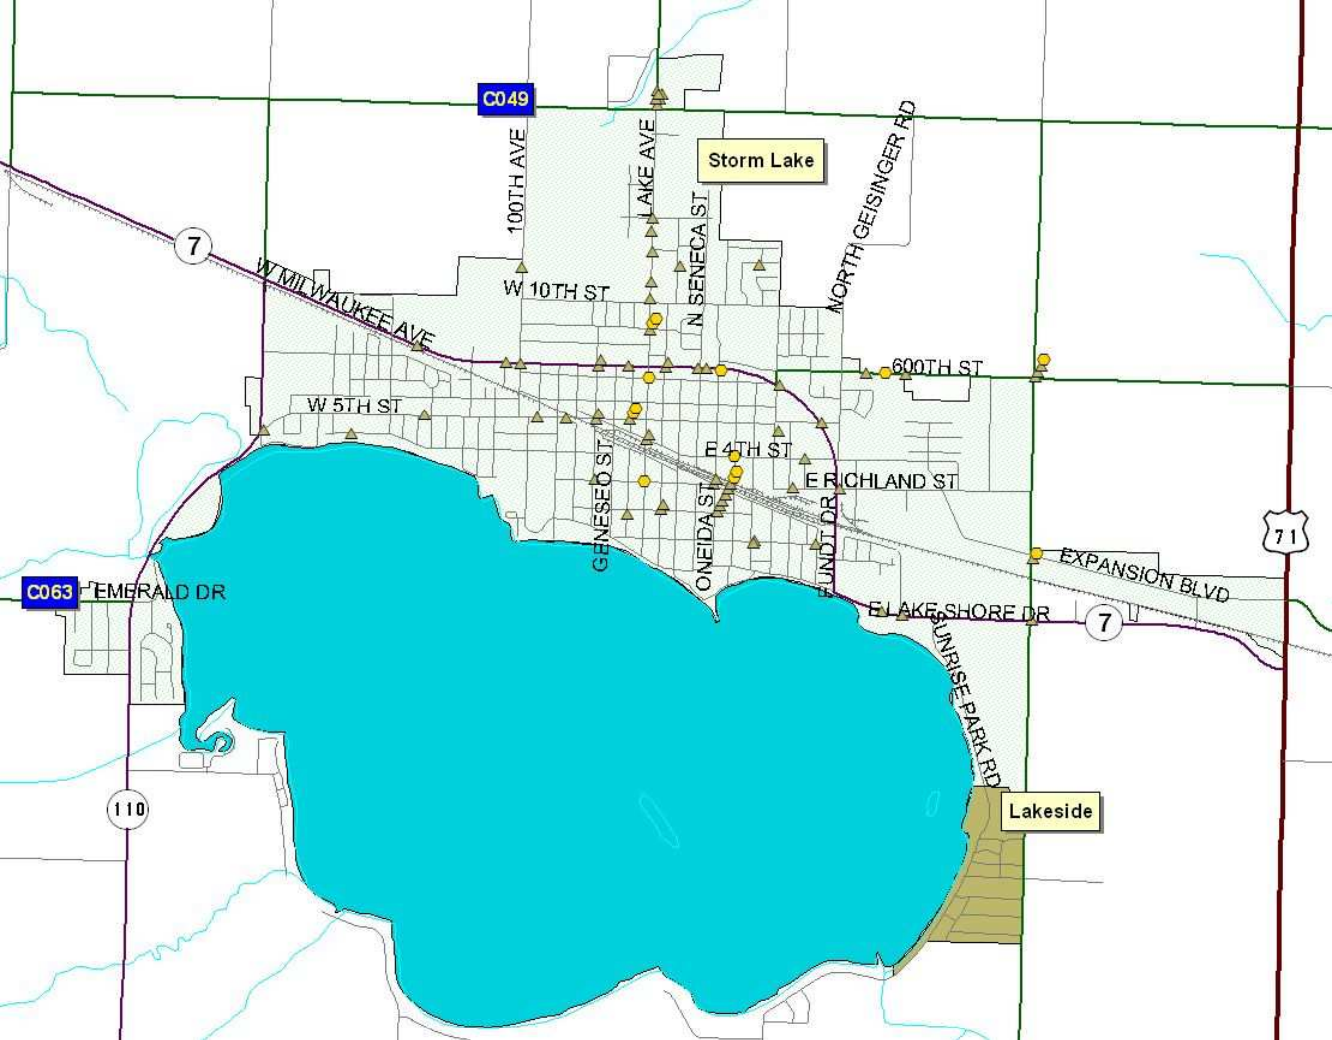 C049
LAKE AVE
100TH AVE
Storm Lake
NORTH GEISINGER RD
N SENECA ST
7
W MILWAUKEE AVE
W 10TH ST
600TH ST
W 5TH ST
GENESEO ST
E 4TH ST
E RICHLAND ST
ONEIDA ST
71
EXPANSION BLVD
C063
EMERALD DR
E LAKE SHORE DR
7
SUNRISE PARK RD
110
Lakeside